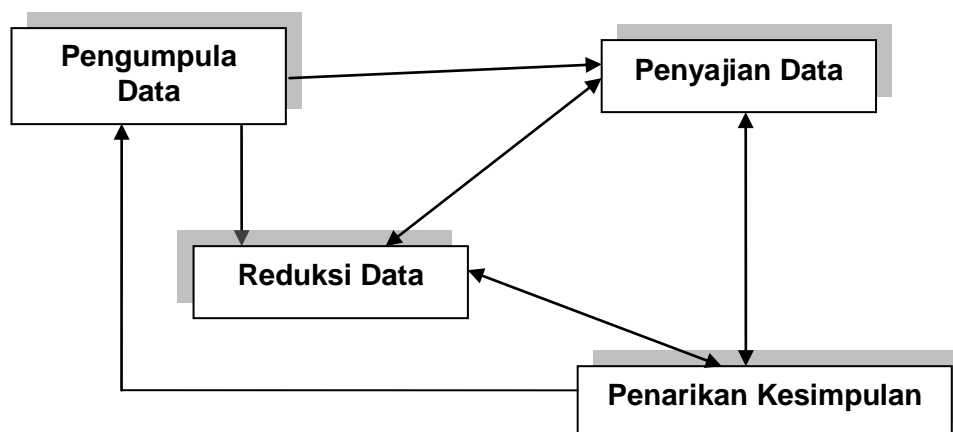 Pengumpula
Data
Penyajian Data
Reduksi Data
Penarikan Kesimpulan